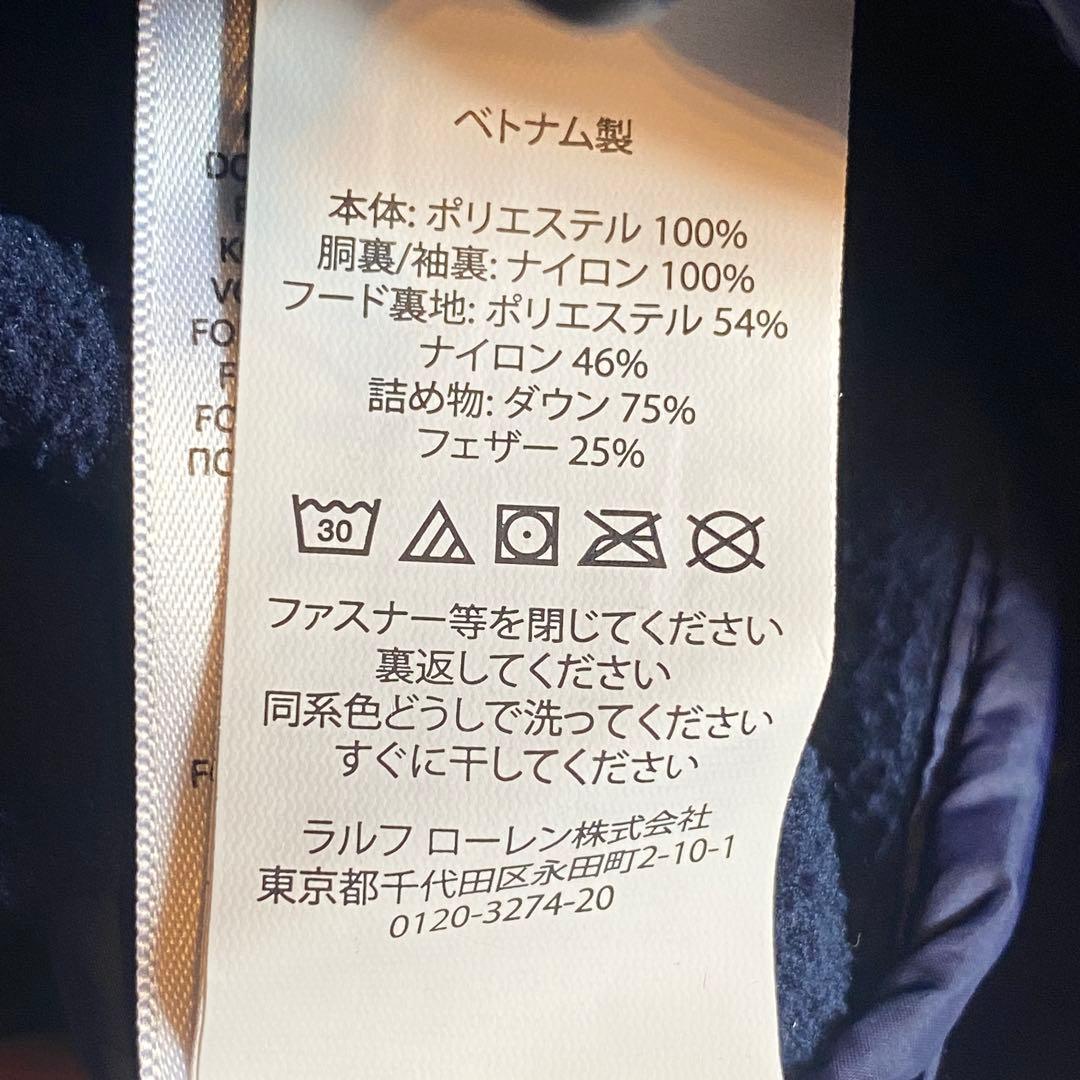 ベトナム製
本体: ポリエステル 100%
胴裏/袖裏: ナイロン 100%
フード裏地: ポリエステル 54%
ナイロン 46%
詰め物: ダウン 75%
フェザー 25%
30
ファスナー等を閉じてください
裏返してください
同系色どうしで洗ってください
すぐに干してください
ラルフ ローレン株式会社
東京都千代田区永田町2-10-1
0120-3274-20